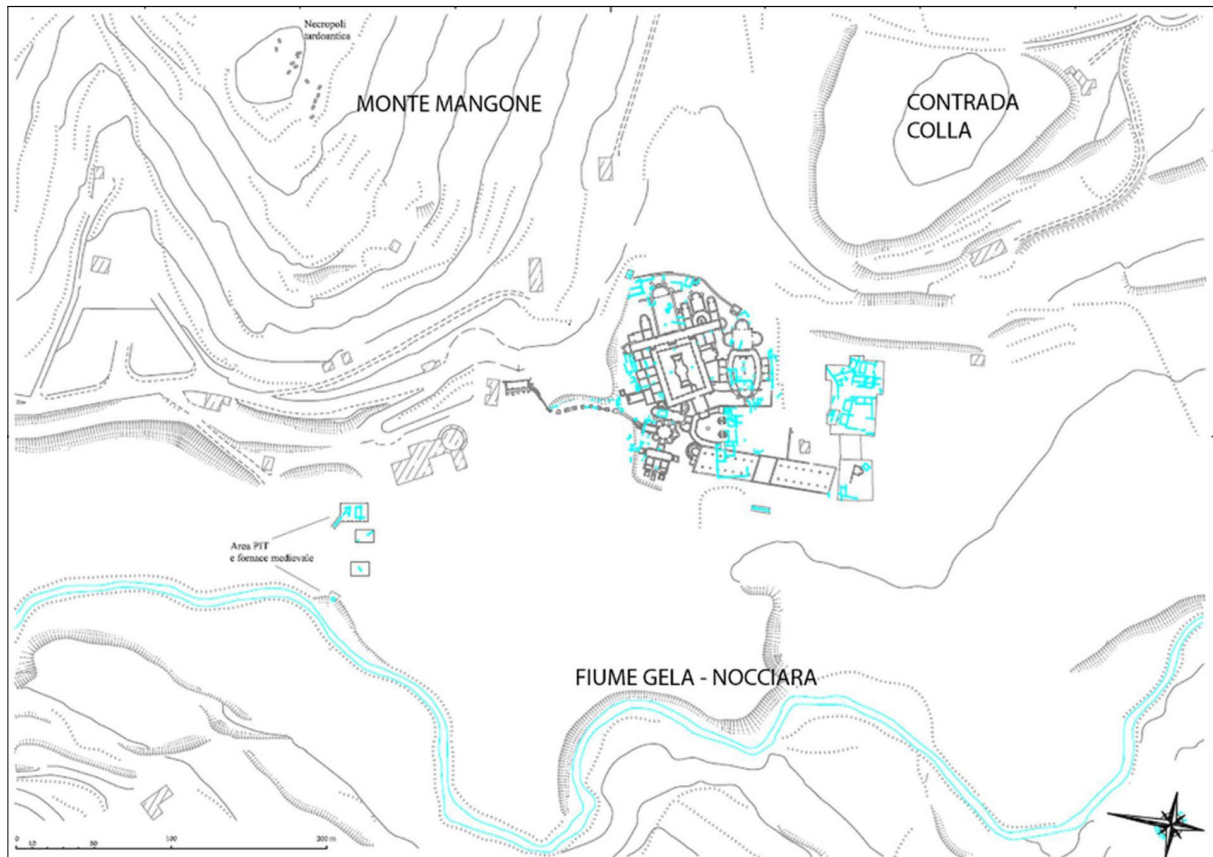 Necropoli
tardoantica
MONTE MANGONE
CONTRADA
COLLA
Area PIT
e fornace medievale
FIUME GELA - NOCCIARA
0 10 50 100 200 m